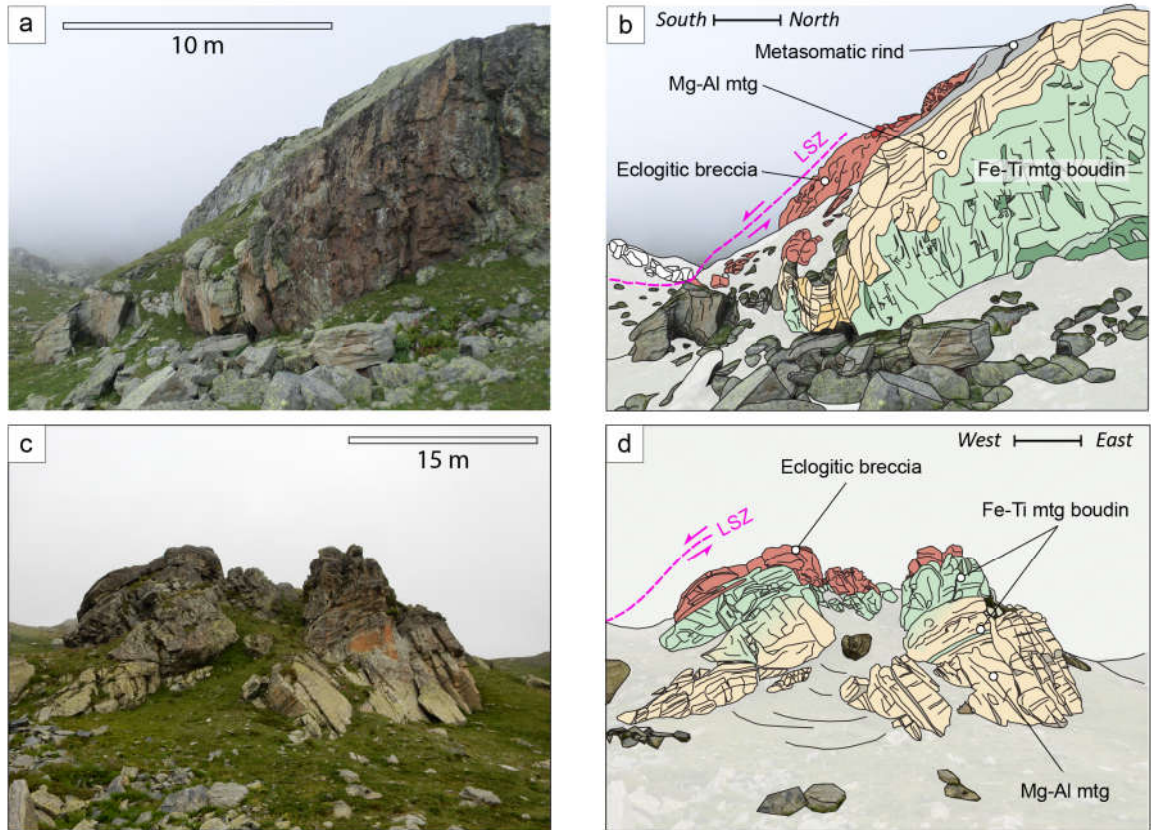 a
10 m
b
South North
Metasomatic rind
Mg-Al mtg
LSZ
Eclogitic breccia
Fe-Ti mtg boudin
c
15 m
d
West East
Eclogitic breccia
LSZ
Fe-Ti mtg boudin
Mg-Al mtg